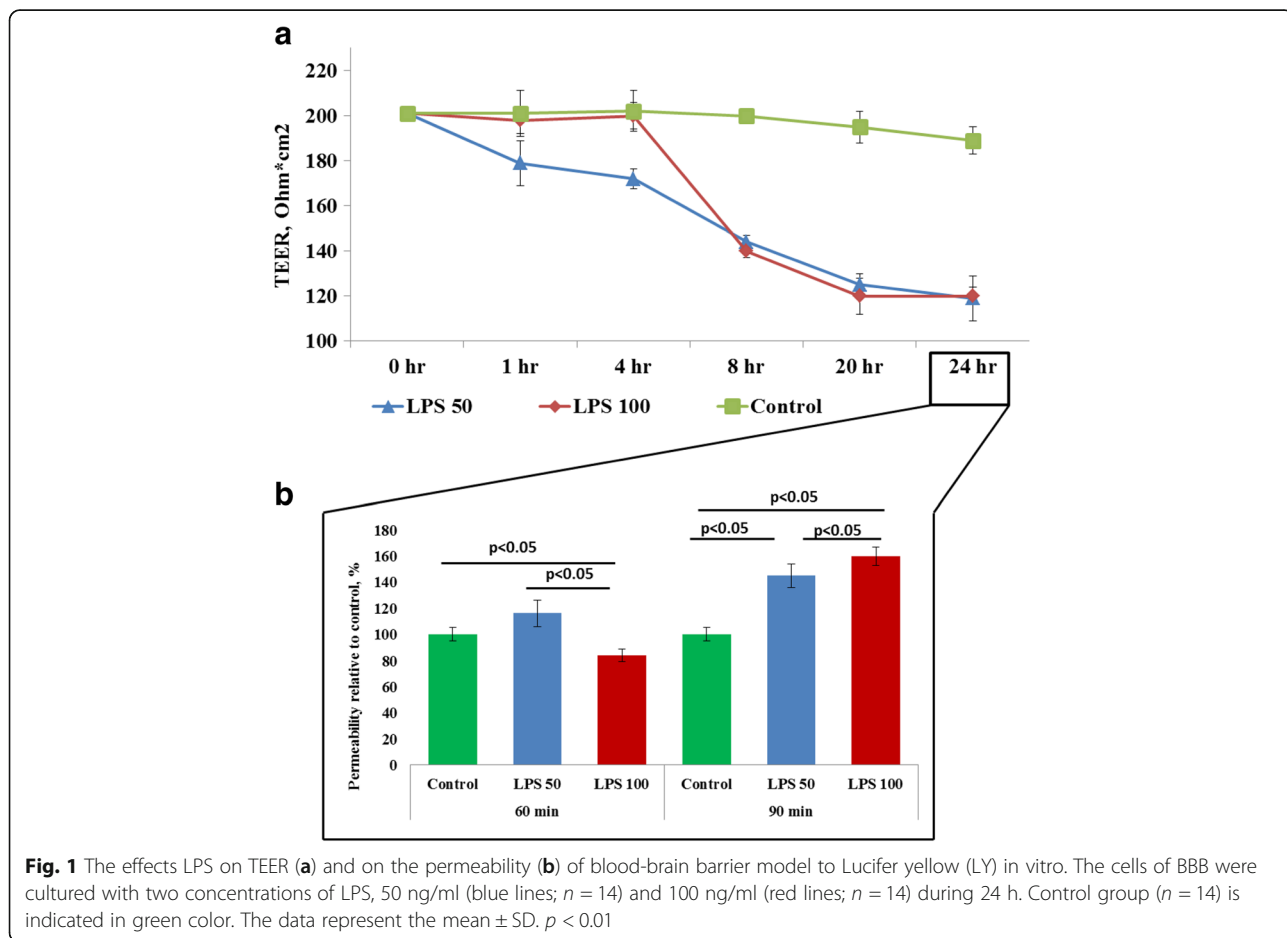 a
220
200
180
160
140
120
100
TEER, Ohm*cm2
0 hr 1 hr 4 hr 8 hr 20 hr 24 hr
LPS 50 LPS 100 Control
b
p<0.05
p<0.05 p<0.05
p<0.05
p<0.05
180
160
140
120
100
80
60
40
20
0
Permeability relative to control, %
Control LPS 50 LPS 100 Control LPS 50 LPS 100
60 min 90 min
Fig. 1 The effects LPS on TEER (a) and on the permeability (b) of blood-brain barrier model to Lucifer yellow (LY) in vitro. The cells of BBB were
cultured with two concentrations of LPS, 50 ng/ml (blue lines; n = 14) and 100 ng/ml (red lines; n = 14) during 24 h. Control group (n = 14) is
indicated in green color. The data represent the mean ± SD. p < 0.01